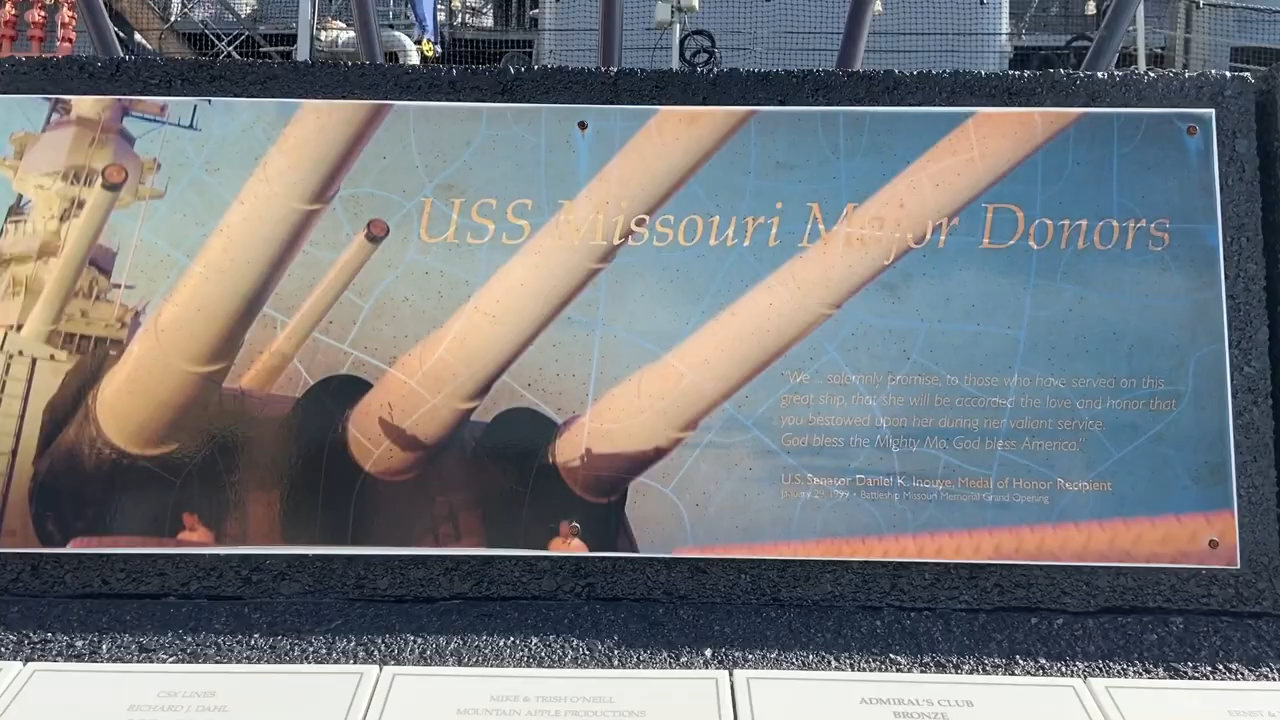 USS Missouri Major Donors
"We ... solemnly promise, to those who have served on this
great ship, that she will be accorded the love and honor that
you bestowed upon her during her valiant service.
God bless the Mighty Mo. God bless America."
U.S. Senator Daniel K. Inouye, Medal of Honor Recipient
January 29, 1999 • Battleship Missouri Memorial Grand Opening
CSX LINES
RICHARD J. DAHL
MIKE & TRISH O'NEILL
MOUNTAIN APPLE PRODUCTIONS
ADMIRAL'S CLUB
BRONZE
ERNST &